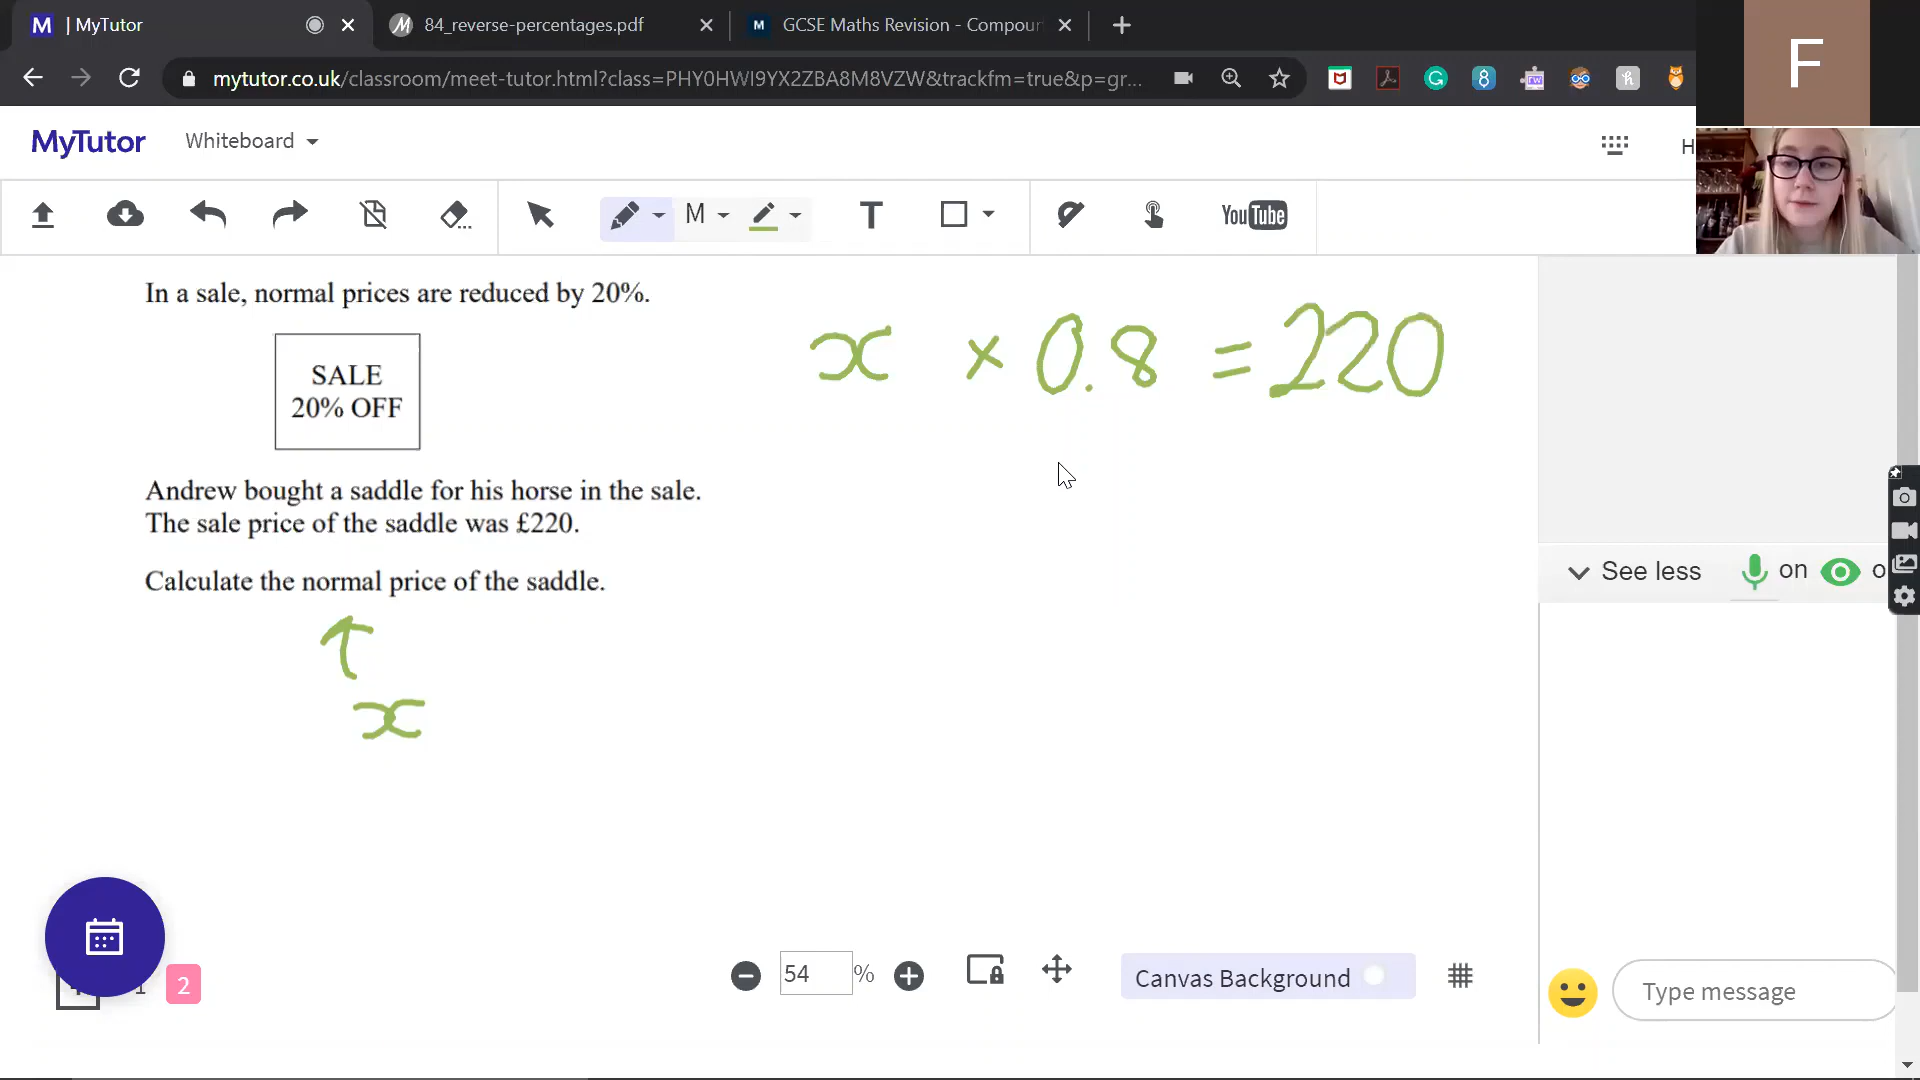 | MyTutor
84_reverse-percentages.pdf
GCSE Maths Revision - Compour
mytutor.co.uk/classroom/meet-tutor.html?class=PHY0HWI9YX2ZBA8M8VZW&trackfm=true&p=gr...
F
MyTutor
Whiteboard
H
M
T
YouTube
In a sale, normal prices are reduced by 20%.
SALE
20% OFF
x × 0.8 = 220
Andrew bought a saddle for his horse in the sale.
The sale price of the saddle was £220.
Calculate the normal price of the saddle.
x
See less
on
o
1
2
54 %
Canvas Background
Type message